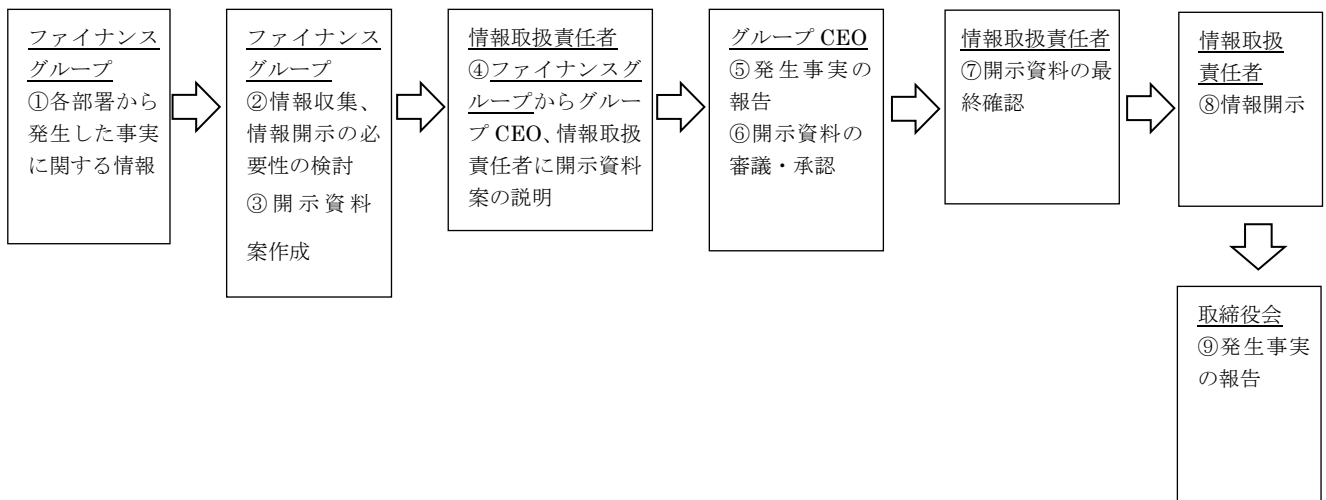 ファイナンス
グループ
①各部署から
発生した事実
に関する情報
ファイナンス
グループ
②情報収集、
情報開示の必
要性の検討
③開示資料
案作成
情報取扱責任者
④ファイナンスグ
ループからグルー
プ CEO、情報取扱
責任者に開示資料
案の説明
グループ CEO
⑤発生事実の
報告
⑥開示資料の
審議・承認
情報取扱責任者
⑦開示資料の最
終確認
情報取扱
責任者
⑧情報開示
取締役会
⑨発生事実
の報告